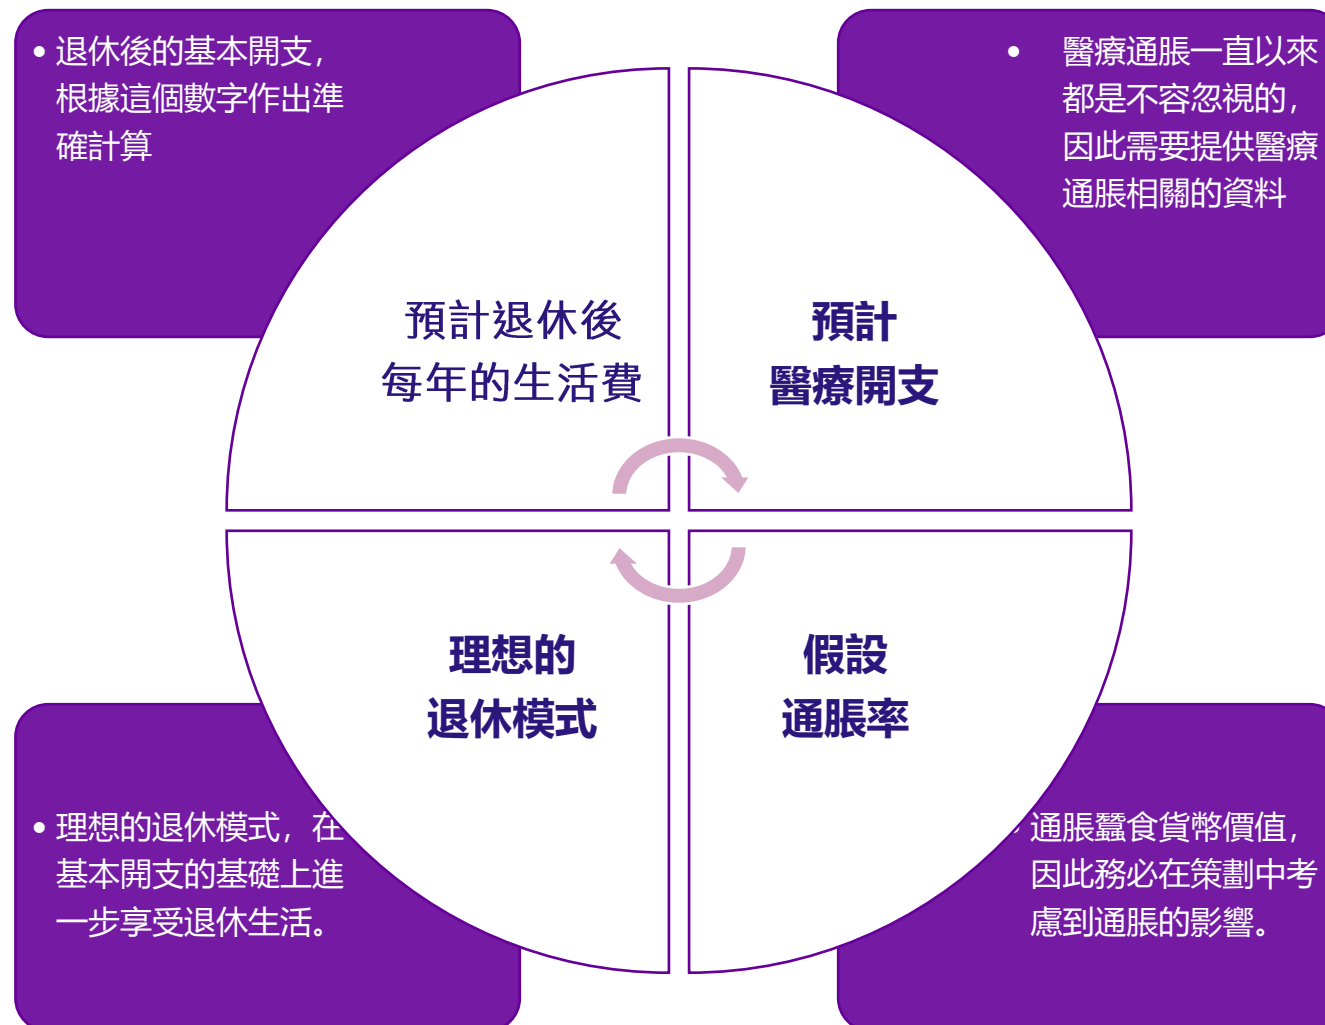 • 退休後的基本開支，
根據這個數字作出準
確計算
• 醫療通脹一直以來
都是不容忽視的，
因此需要提供醫療
通脹相關的資料
預計退休後
每年的生活費
預計
醫療開支
理想的
退休模式
假設
通脹率
• 理想的退休模式，在
基本開支的基礎上進
一步享受退休生活。
• 通脹蠶食貨幣價值，
因此務必在策劃中考
慮到通脹的影響。